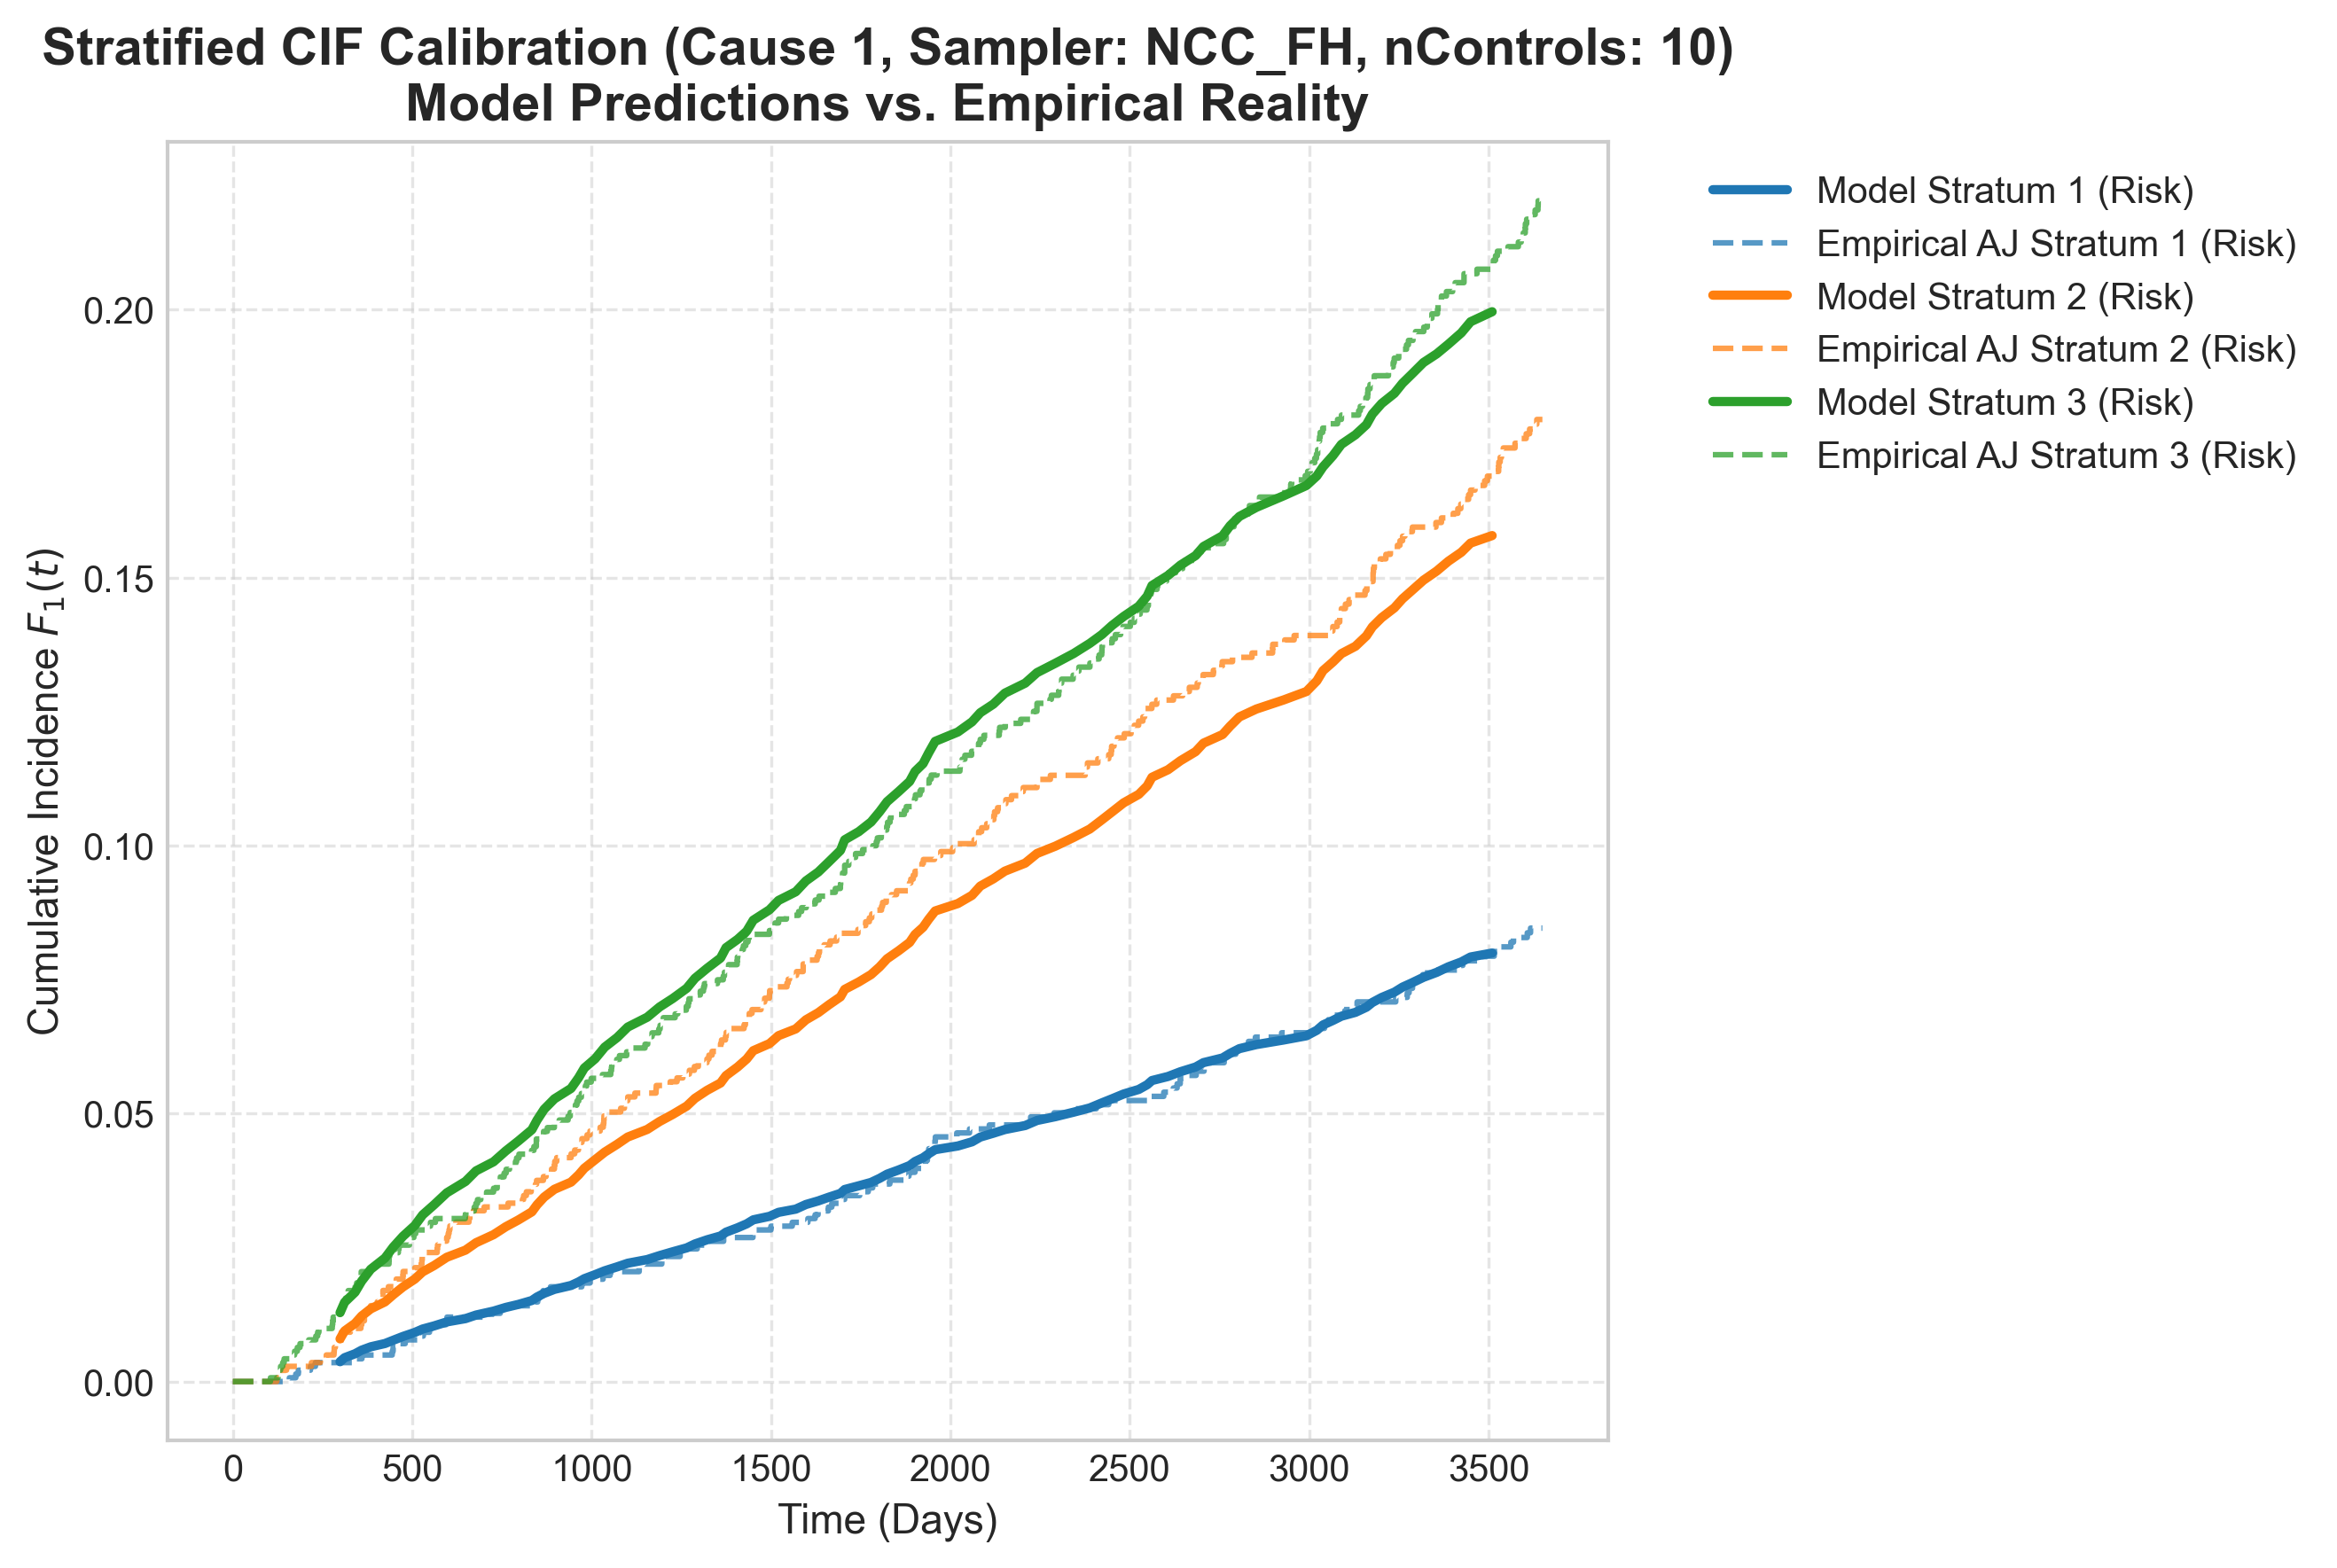 Stratified CIF Calibration (Cause 1, Sampler: NCC_FH, nControls: 10)
Model Predictions vs. Empirical Reality
Model Stratum 1 (Risk)
Empirical AJ Stratum 1 (Risk)
Model Stratum 2 (Risk)
Empirical AJ Stratum 2 (Risk)
Model Stratum 3 (Risk)
Empirical AJ Stratum 3 (Risk)
Cumulative Incidence F₁(t)
0.20
0.15
0.10
0.05
0.00
0 500 1000 1500 2000 2500 3000 3500
Time (Days)